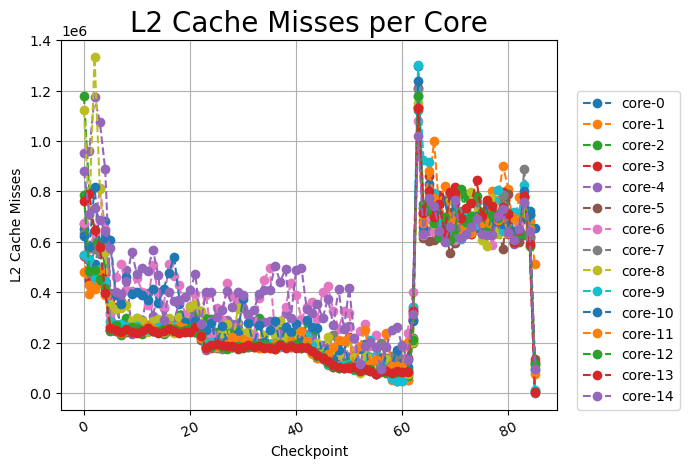 L2 Cache Misses per Core
1e6
1.4
1.2
1.0
0.8
0.6
0.4
0.2
0.0
L2 Cache Misses
0
20
40
60
80
Checkpoint
core-0
core-1
core-2
core-3
core-4
core-5
core-6
core-7
core-8
core-9
core-10
core-11
core-12
core-13
core-14